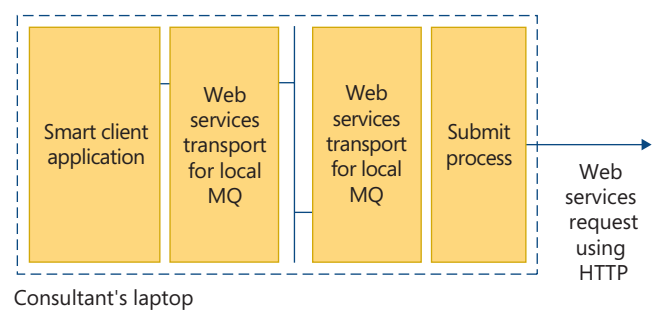 Smart client
application
Web
services
transport
for local
MQ
Web
services
transport
for local
MQ
Submit
process
Web
services
request
using
HTTP
Consultant's laptop